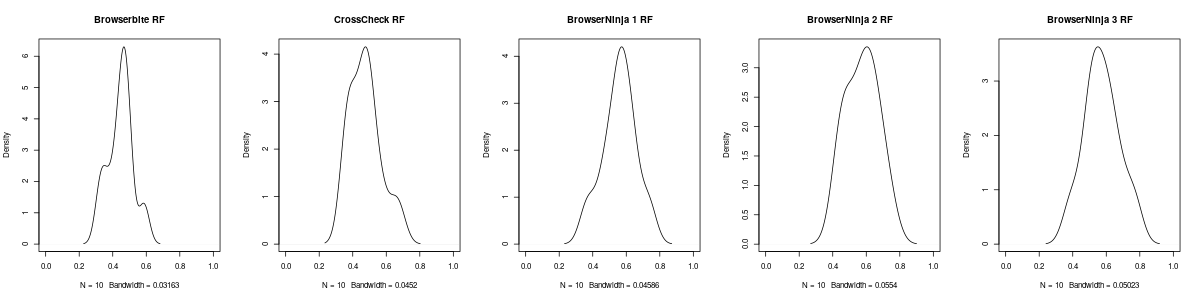 Browserbite RF
CrossCheck RF
BrowserNinja 1 RF
BrowserNinja 2 RF
BrowserNinja 3 RF
Density
0 1 2 3 4 5 6
0.0 0.2 0.4 0.6 0.8 1.0
N = 10 Bandwidth = 0.03163
Density
0 1 2 3 4
0.0 0.2 0.4 0.6 0.8 1.0
N = 10 Bandwidth = 0.0452
Density
0 1 2 3 4
0.0 0.2 0.4 0.6 0.8 1.0
N = 10 Bandwidth = 0.04586
Density
0.0 0.5 1.0 1.5 2.0 2.5 3.0
0.0 0.2 0.4 0.6 0.8 1.0
N = 10 Bandwidth = 0.0554
Density
0 1 2 3
0.0 0.2 0.4 0.6 0.8 1.0
N = 10 Bandwidth = 0.05023